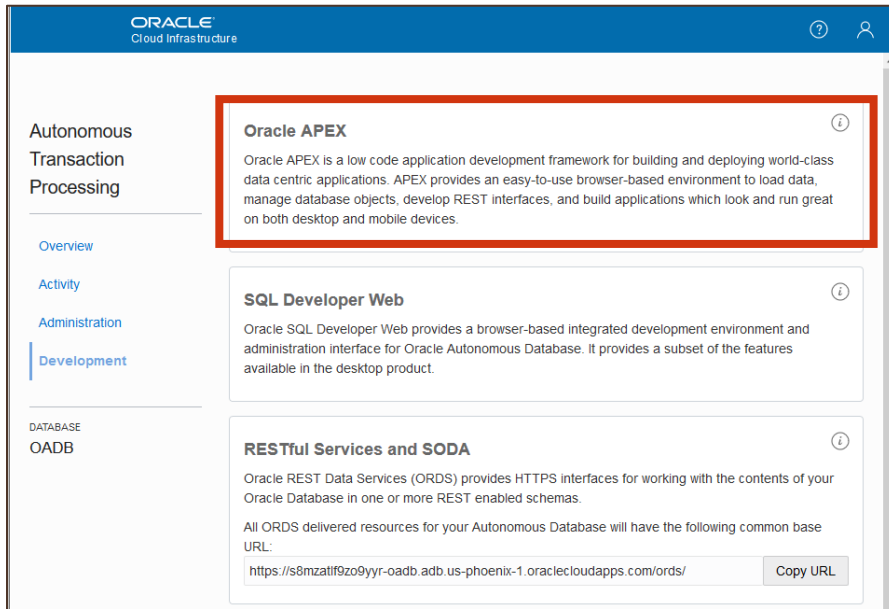 ORACLE
Cloud Infrastructure
Autonomous
Transaction
Processing
Overview
Activity
Administration
Development
DATABASE
OADB
Oracle APEX
Oracle APEX is a low code application development framework for building and deploying world-class
data centric applications. APEX provides an easy-to-use browser-based environment to load data,
manage database objects, develop REST interfaces, and build applications which look and run great
on both desktop and mobile devices.
SQL Developer Web
Oracle SQL Developer Web provides a browser-based integrated development environment and
administration interface for Oracle Autonomous Database. It provides a subset of the features
available in the desktop product.
RESTful Services and SODA
Oracle REST Data Services (ORDS) provides HTTPS interfaces for working with the contents of your
Oracle Database in one or more REST enabled schemas.
All ORDS delivered resources for your Autonomous Database will have the following common base
URL:
https://s8mzatlf9zo9yyr-oadb.adb.us-phoenix-1.oraclecloudapps.com/ords/
Copy URL